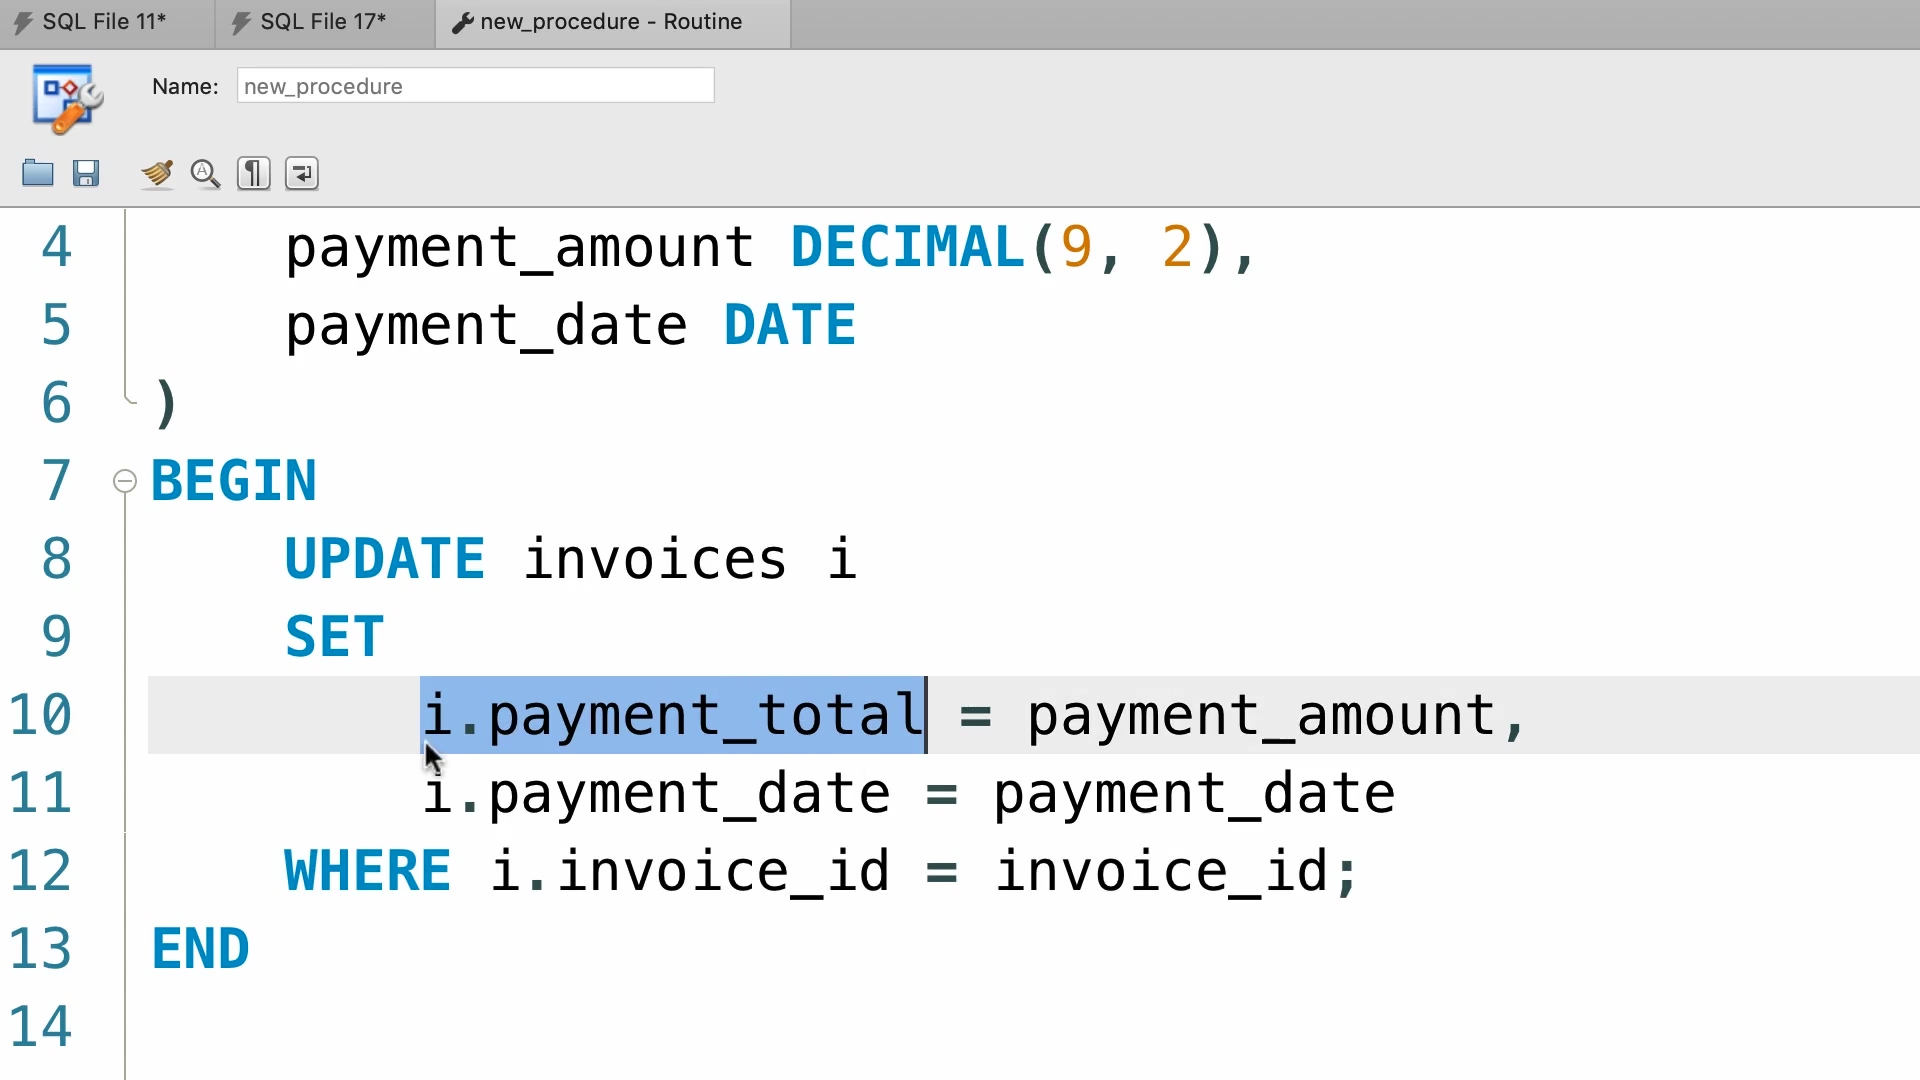 SQL File 11* SQL File 17* new_procedure - Routine
Name: new_procedure
4 payment_amount DECIMAL(9, 2),
5 payment_date DATE
6 )
7 BEGIN
8 UPDATE invoices i
9 SET
10 i.payment_total = payment_amount,
11 i.payment_date = payment_date
12 WHERE i.invoice_id = invoice_id;
13 END
14